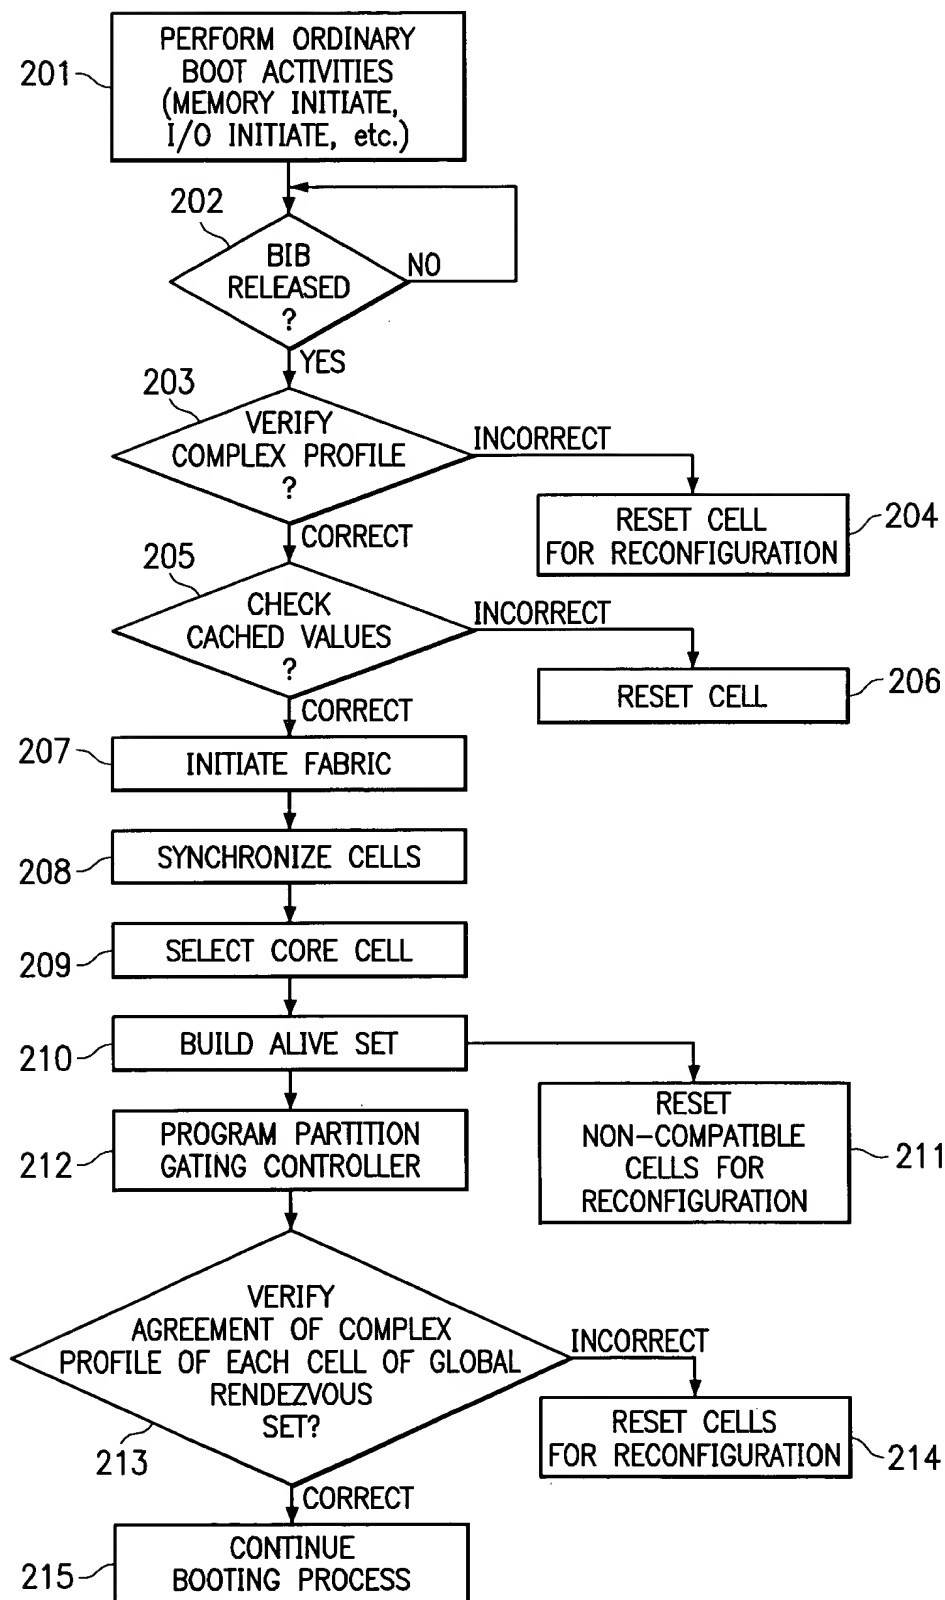 PERFORM ORDINARY
BOOT ACTIVITIES
(MEMORY INITIATE,
I/O INITIATE, etc.)
201
202
BIB
RELEASED
?
NO
YES
203
VERIFY
COMPLEX PROFILE
?
INCORRECT
RESET CELL
FOR RECONFIGURATION
204
CORRECT
205
CHECK
CACHED VALUES
?
INCORRECT
RESET CELL
206
CORRECT
207
INITIATE FABRIC
208
SYNCHRONIZE CELLS
209
SELECT CORE CELL
210
BUILD ALIVE SET
RESET
NON-COMPATIBLE
CELLS FOR
RECONFIGURATION
211
212
PROGRAM PARTITION
GATING CONTROLLER
VERIFY
AGREEMENT OF COMPLEX
PROFILE OF EACH CELL OF GLOBAL
RENDEZVOUS
SET?
213
INCORRECT
RESET CELLS
FOR RECONFIGURATION
214
CORRECT
215
CONTINUE
BOOTING PROCESS